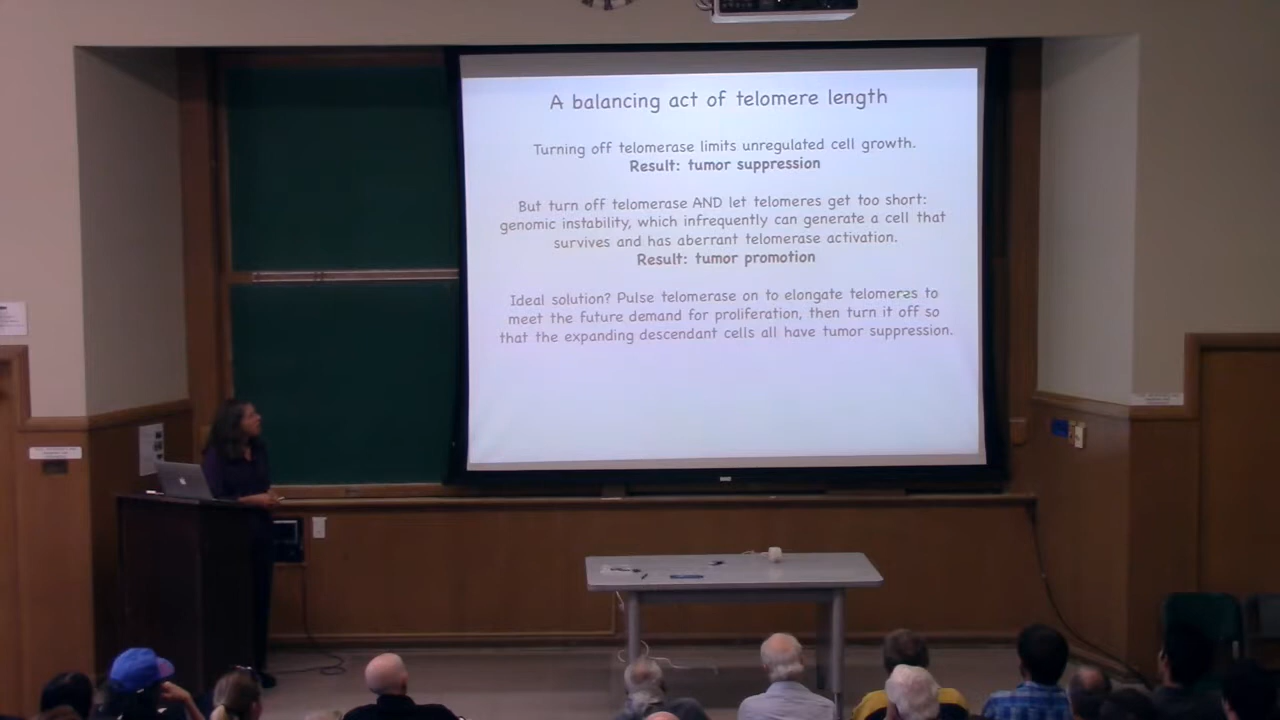 A balancing act of telomere length
Turning off telomerase limits unregulated cell growth.
Result: tumor suppression
But turn off telomerase AND let telomeres get too short:
genomic instability, which infrequently can generate a cell that
survives and has aberrant telomerase activation.
Result: tumor promotion
Ideal solution? Pulse telomerase on to elongate telomeres to
meet the future demand for proliferation, then turn it off so
that the expanding descendant cells all have tumor suppression.